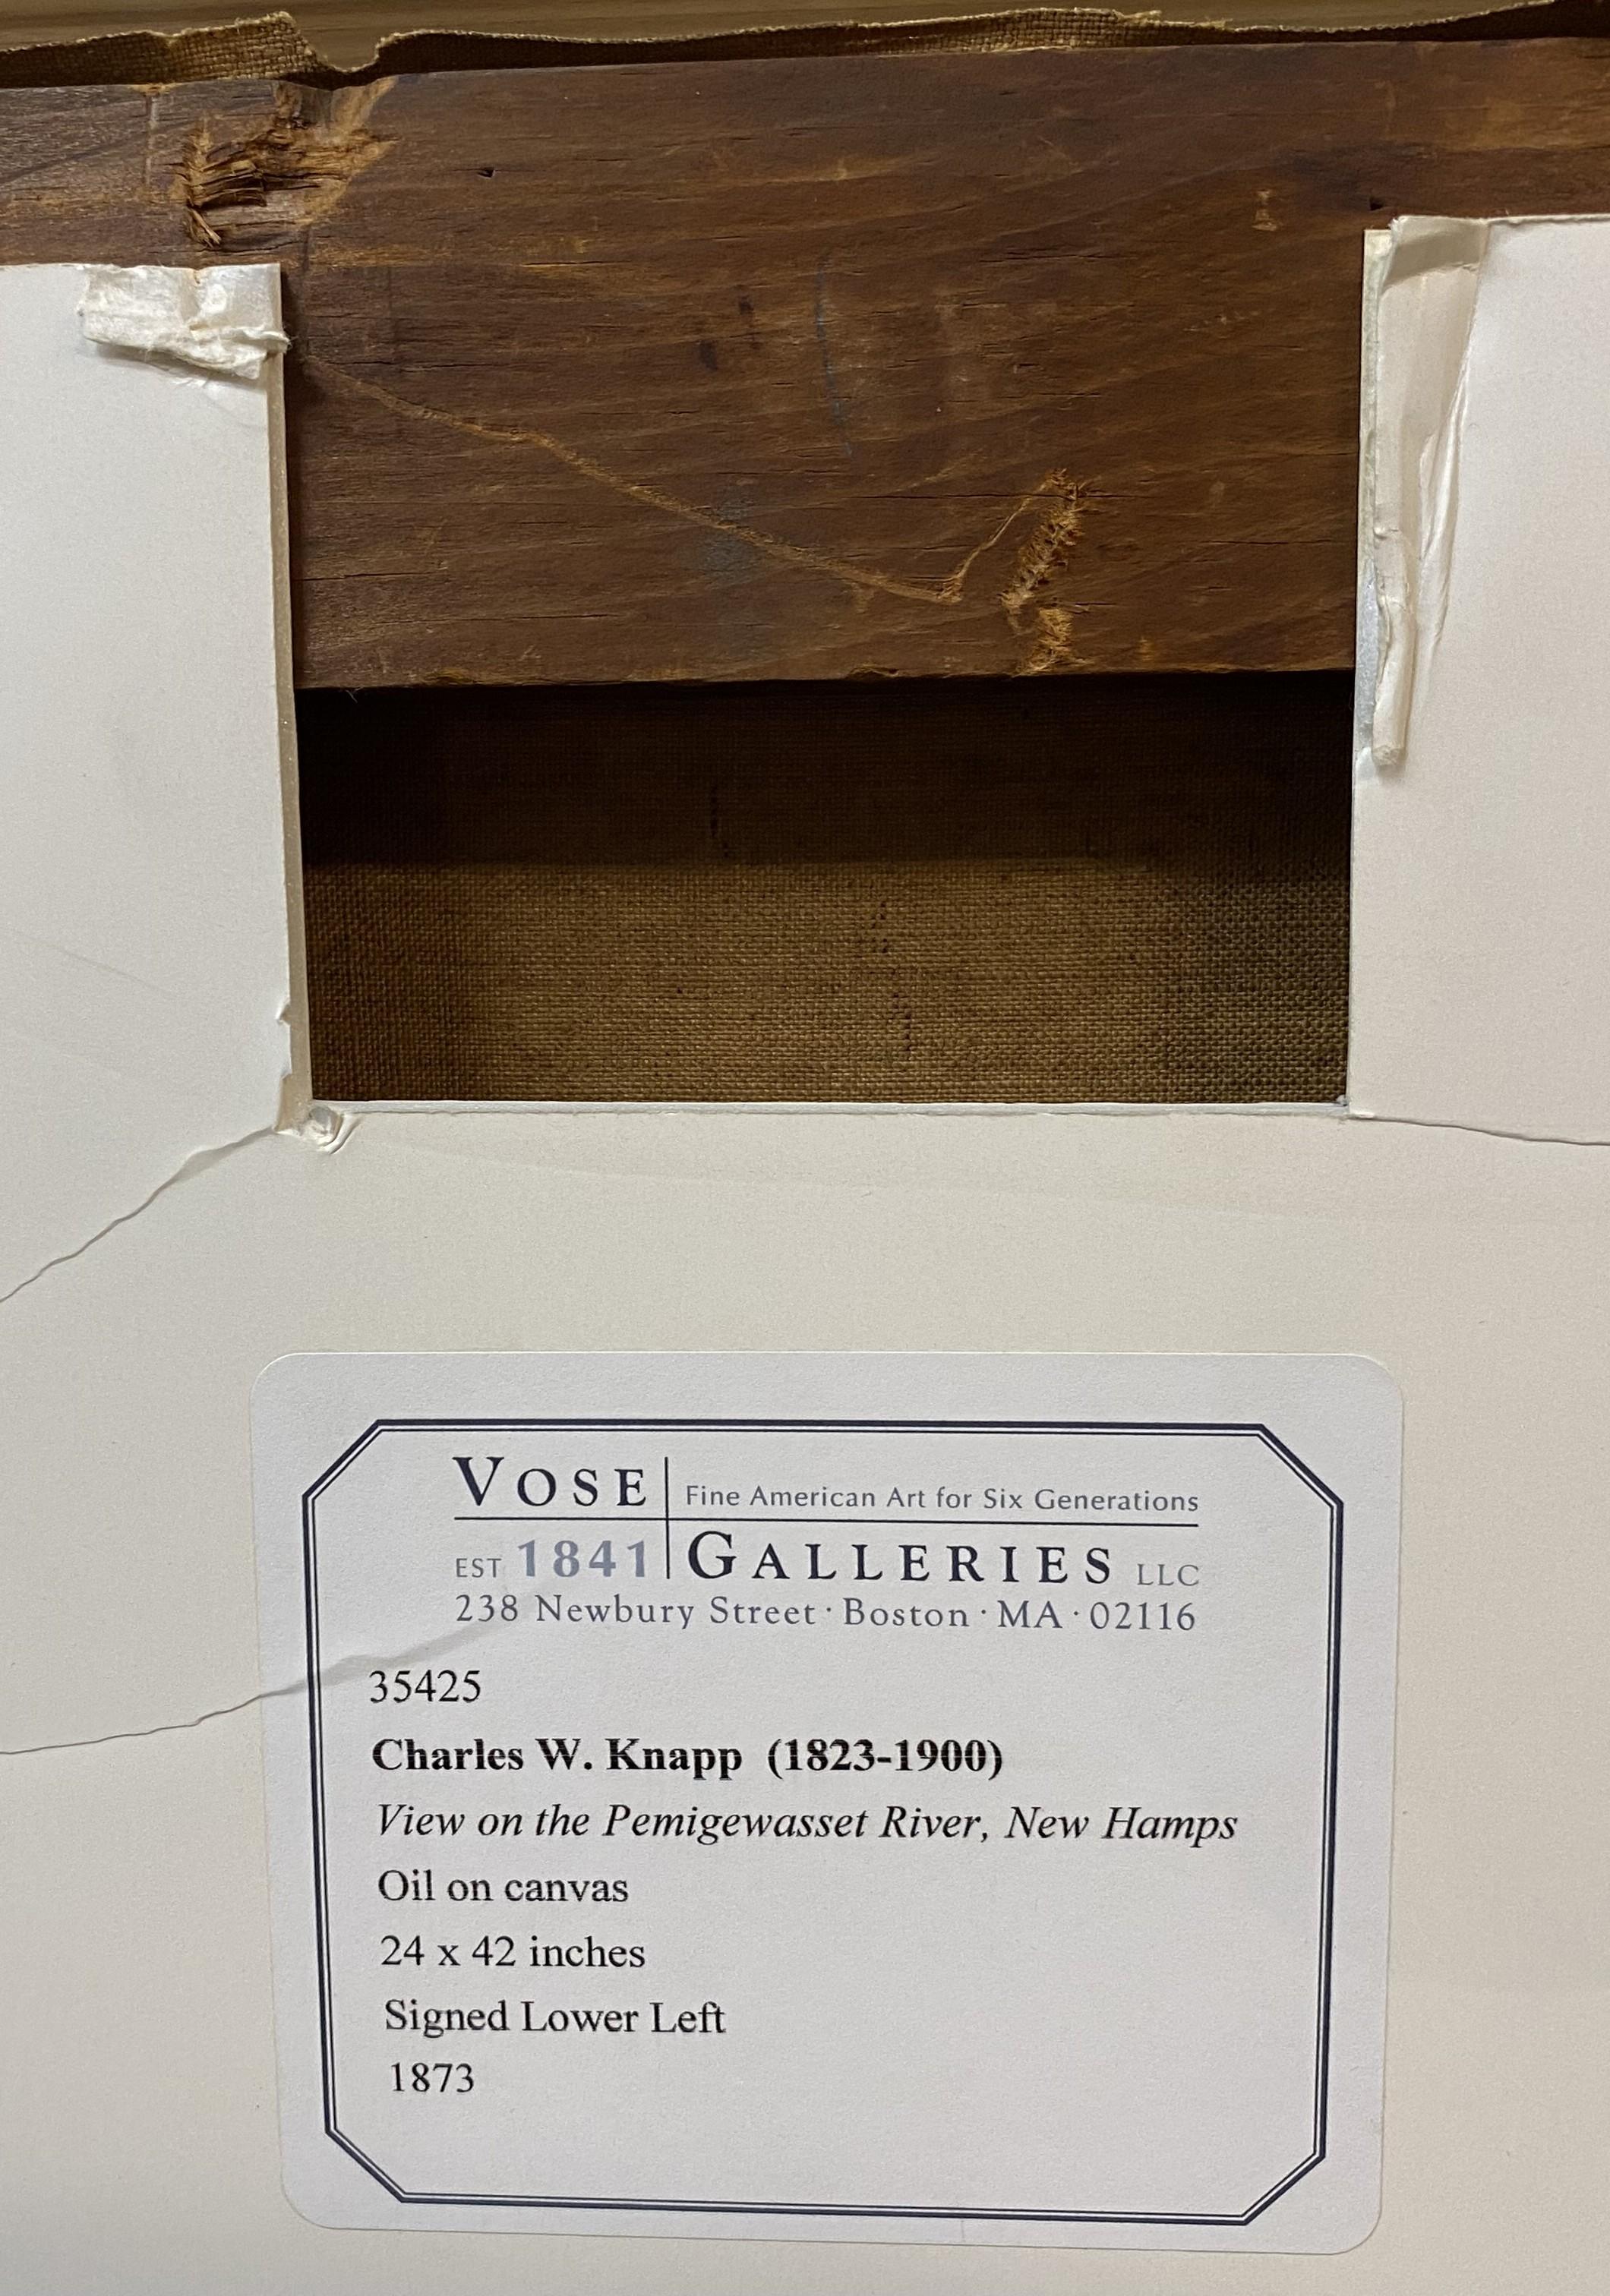 VOSE Fine American Art for Six Generations
EST 1841 GALLERIES LLC
238 Newbury Street · Boston · MA · 02116
35425
Charles W. Knapp (1823-1900)
View on the Pemigewasset River, New Hamps
Oil on canvas
24 x 42 inches
Signed Lower Left
1873